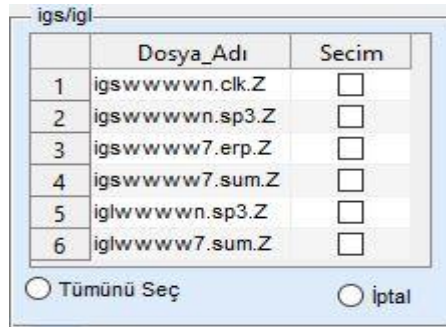 igs/igl
Dosya_Adı Secim
1 igswwwwn.clk.Z
2 igswwwwn.sp3.Z
3 igswwww7.erp.Z
4 igswwww7.sum.Z
5 iglwwwwn.sp3.Z
6 iglwwww7.sum.Z
Tümünü Seç İptal